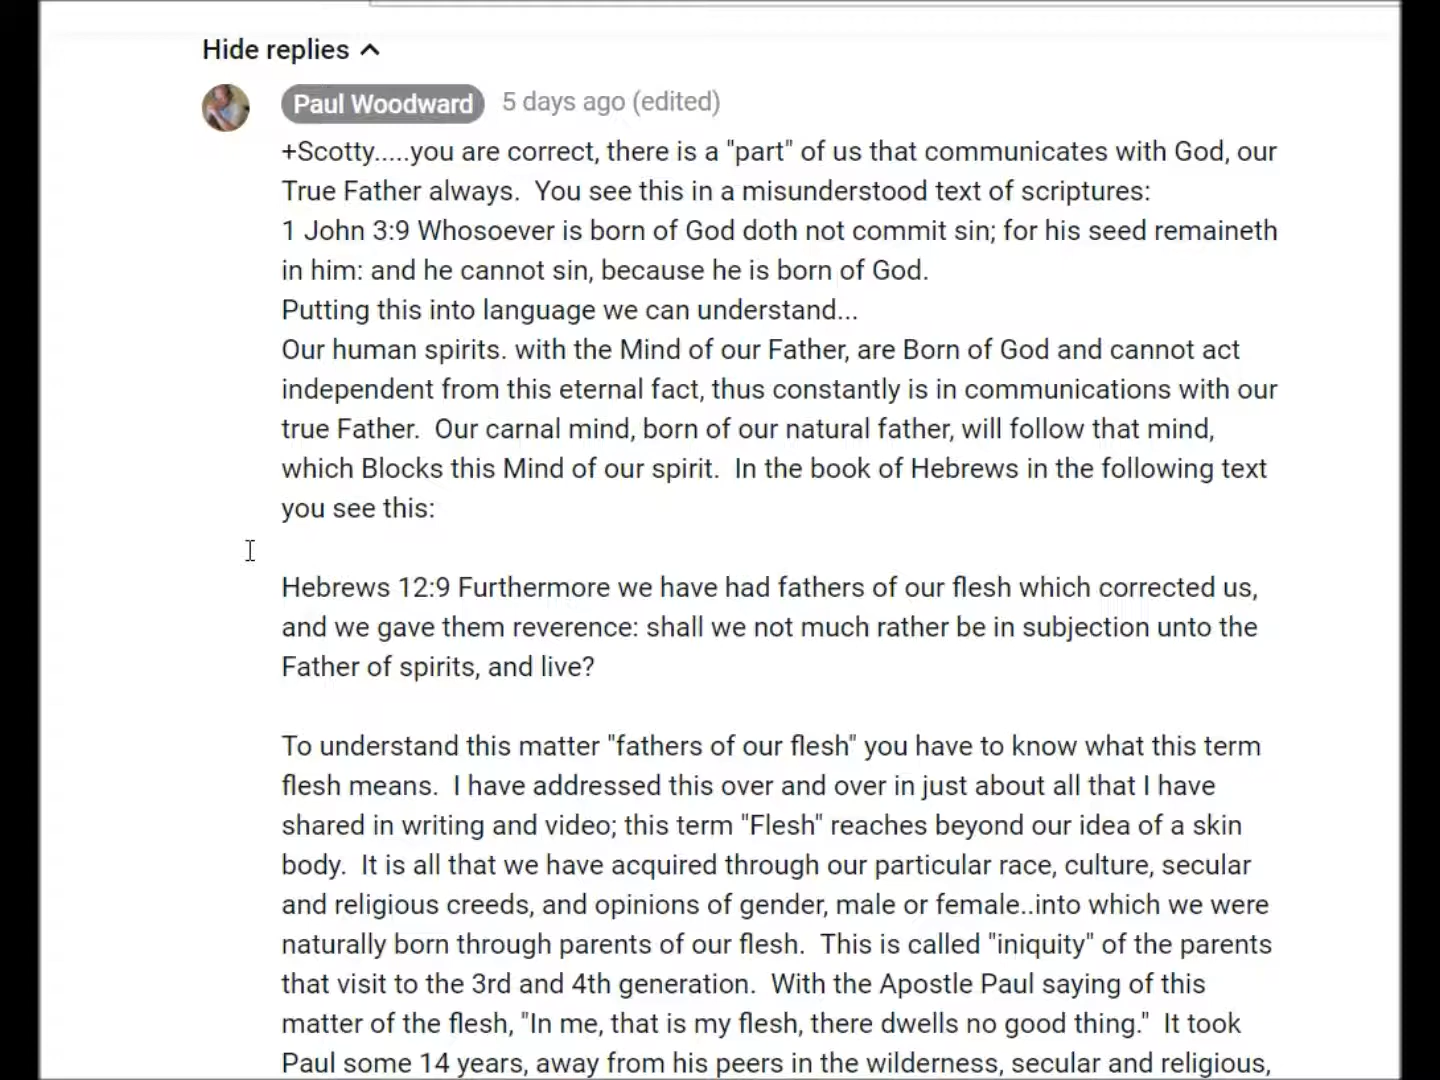 Hide replies
Paul Woodward 5 days ago (edited)
+Scotty.....you are correct, there is a "part" of us that communicates with God, our
True Father always.  You see this in a misunderstood text of scriptures:
1 John 3:9 Whosoever is born of God doth not commit sin; for his seed remaineth
in him: and he cannot sin, because he is born of God.
Putting this into language we can understand...
Our human spirits. with the Mind of our Father, are Born of God and cannot act
independent from this eternal fact, thus constantly is in communications with our
true Father.  Our carnal mind, born of our natural father, will follow that mind,
which Blocks this Mind of our spirit.  In the book of Hebrews in the following text
you see this:
Hebrews 12:9 Furthermore we have had fathers of our flesh which corrected us,
and we gave them reverence: shall we not much rather be in subjection unto the
Father of spirits, and live?
To understand this matter "fathers of our flesh" you have to know what this term
flesh means.  I have addressed this over and over in just about all that I have
shared in writing and video; this term "Flesh" reaches beyond our idea of a skin
body.  It is all that we have acquired through our particular race, culture, secular
and religious creeds, and opinions of gender, male or female..into which we were
naturally born through parents of our flesh.  This is called "iniquity" of the parents
that visit to the 3rd and 4th generation.  With the Apostle Paul saying of this
matter of the flesh, "In me, that is my flesh, there dwells no good thing."  It took
Paul some 14 years, away from his peers in the wilderness, secular and religious,